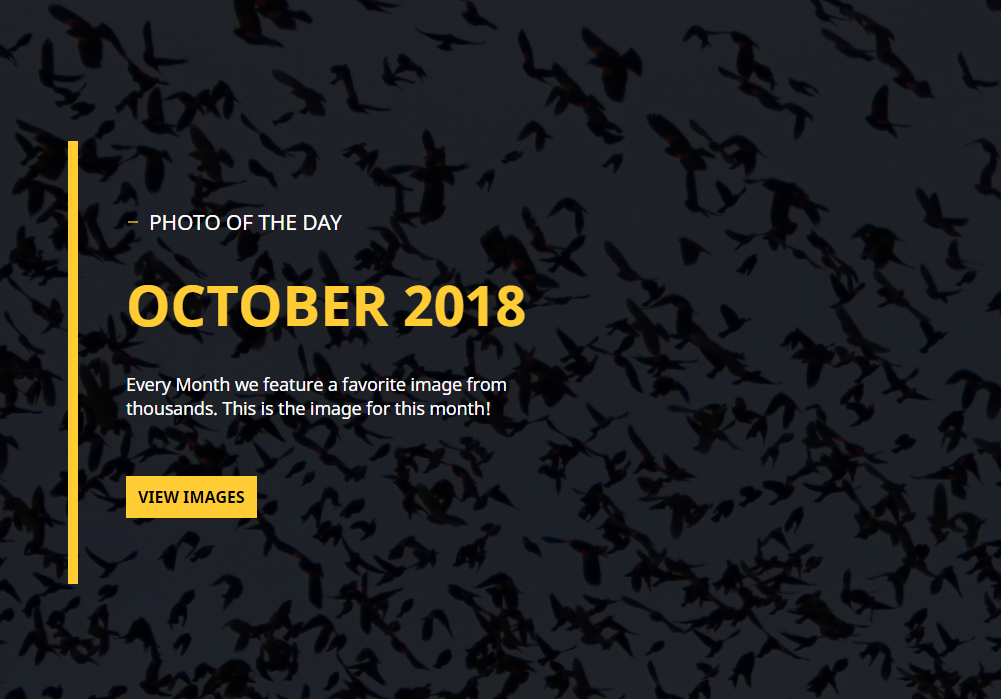 – PHOTO OF THE DAY
OCTOBER 2018
Every Month we feature a favorite image from
thousands. This is the image for this month!
VIEW IMAGES